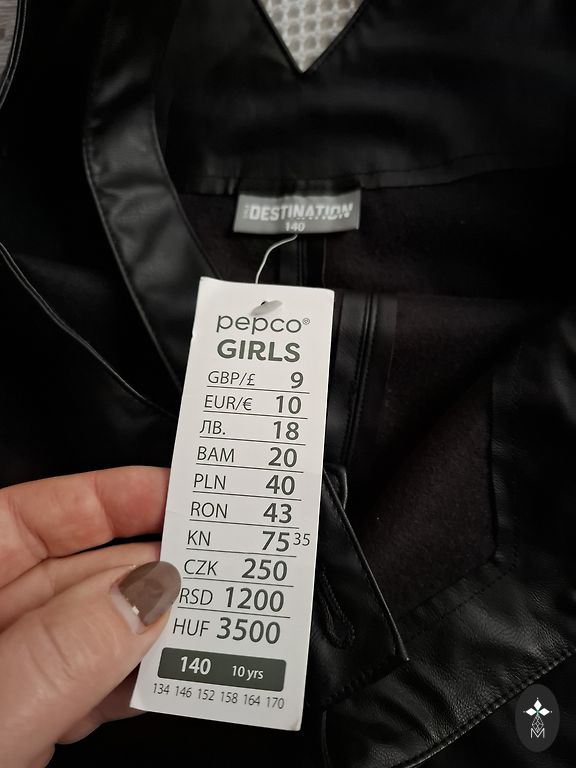 DESTINATION
140
pepco®
GIRLS
GBP/£ 9
EUR/€ 10
ЛВ. 18
BAM 20
PLN 40
RON 43
KN 75 35
CZK 250
RSD 1200
HUF 3500
140 10 yrs
134 146 152 158 164 170